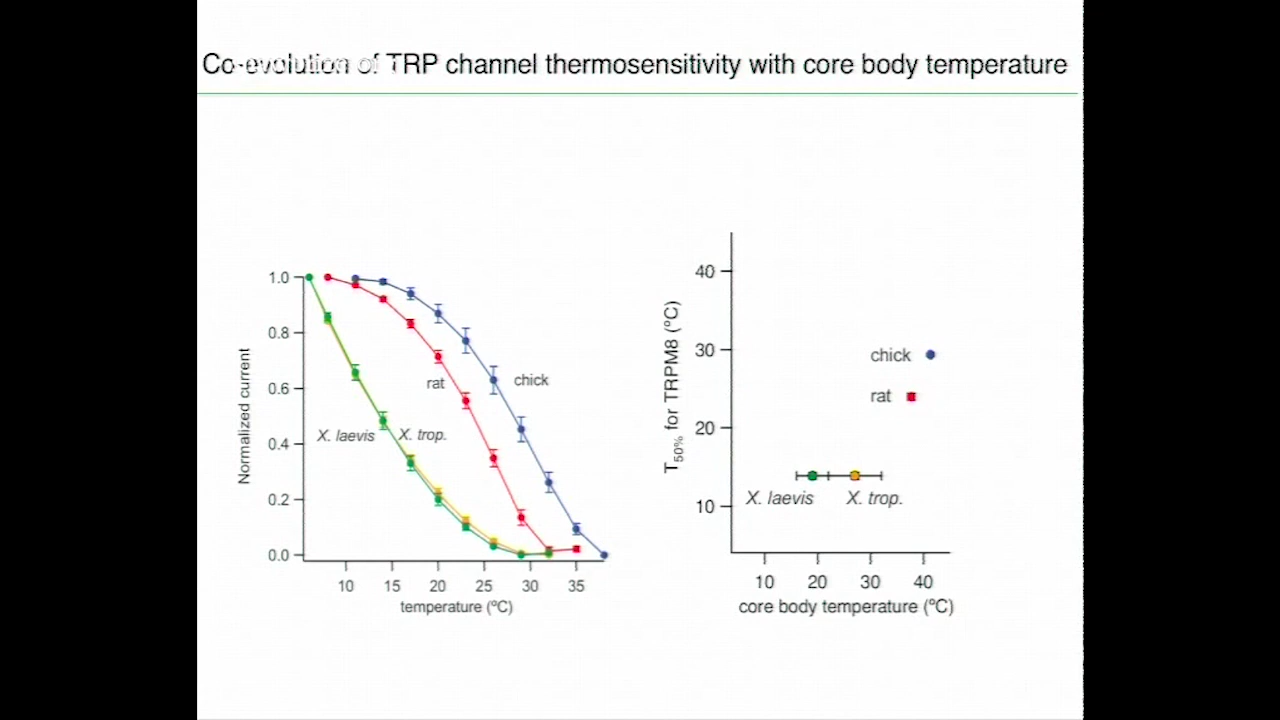 Co-evolution of TRP channel thermosensitivity with core body temperature
Normalized current
1.0
0.8
0.6
0.4
0.2
0.0
rat
chick
X. laevis
X. trop.
10 15 20 25 30 35
temperature (ºC)
T50% for TRPM8 (ºC)
40
30
20
10
chick
rat
X. laevis
X. trop.
10 20 30 40
core body temperature (ºC)